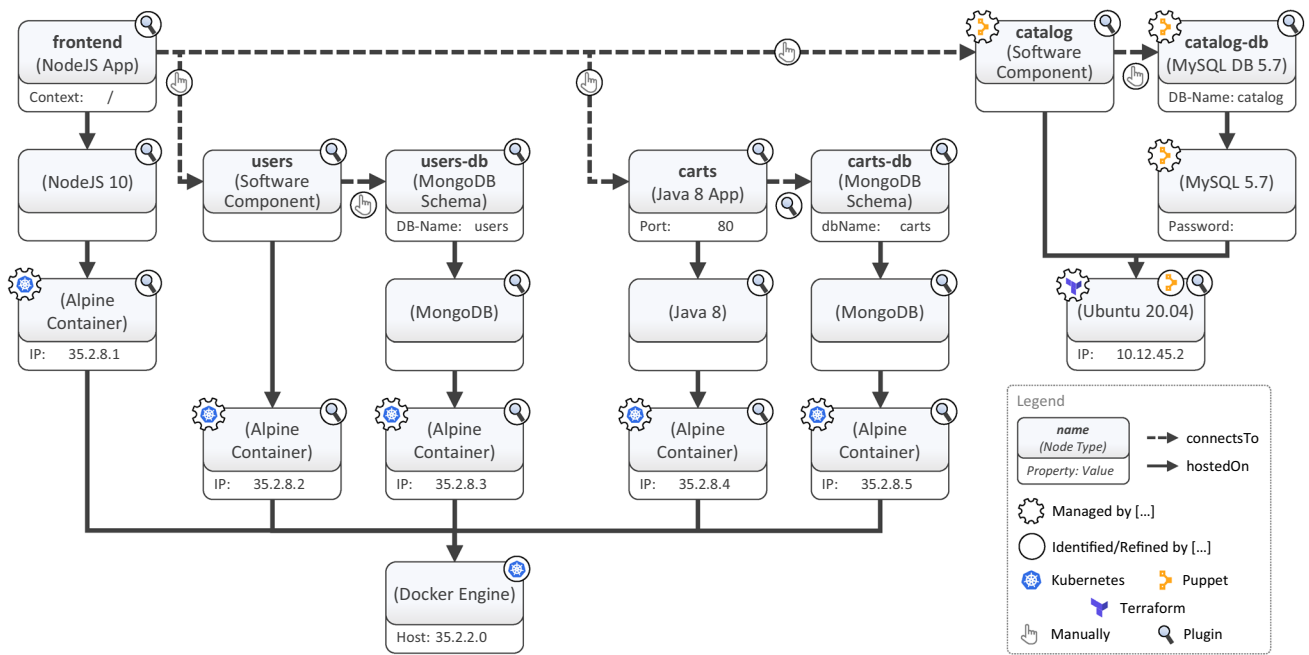 frontend
(NodeJS App)
Context: /
catalog
(Software
Component)
catalog-db
(MySQL DB 5.7)
DB-Name: catalog
(NodeJS 10)
users
(Software
Component)
users-db
(MongoDB
Schema)
DB-Name: users
carts
(Java 8 App)
Port: 80
carts-db
(MongoDB
Schema)
dbName: carts
(MySQL 5.7)
Password:
(Alpine
Container)
IP: 35.2.8.1
(MongoDB)
(Java 8)
(MongoDB)
(Ubuntu 20.04)
IP: 10.12.45.2
(Alpine
Container)
IP: 35.2.8.2
(Alpine
Container)
IP: 35.2.8.3
(Alpine
Container)
IP: 35.2.8.4
(Alpine
Container)
IP: 35.2.8.5
(Docker Engine)
Host: 35.2.2.0
Legend
name
(Node Type)
Property: Value
connectsTo
hostedOn
Managed by [...]
Identified/Refined by [...]
Kubernetes
Puppet
Terraform
Manually
Plugin